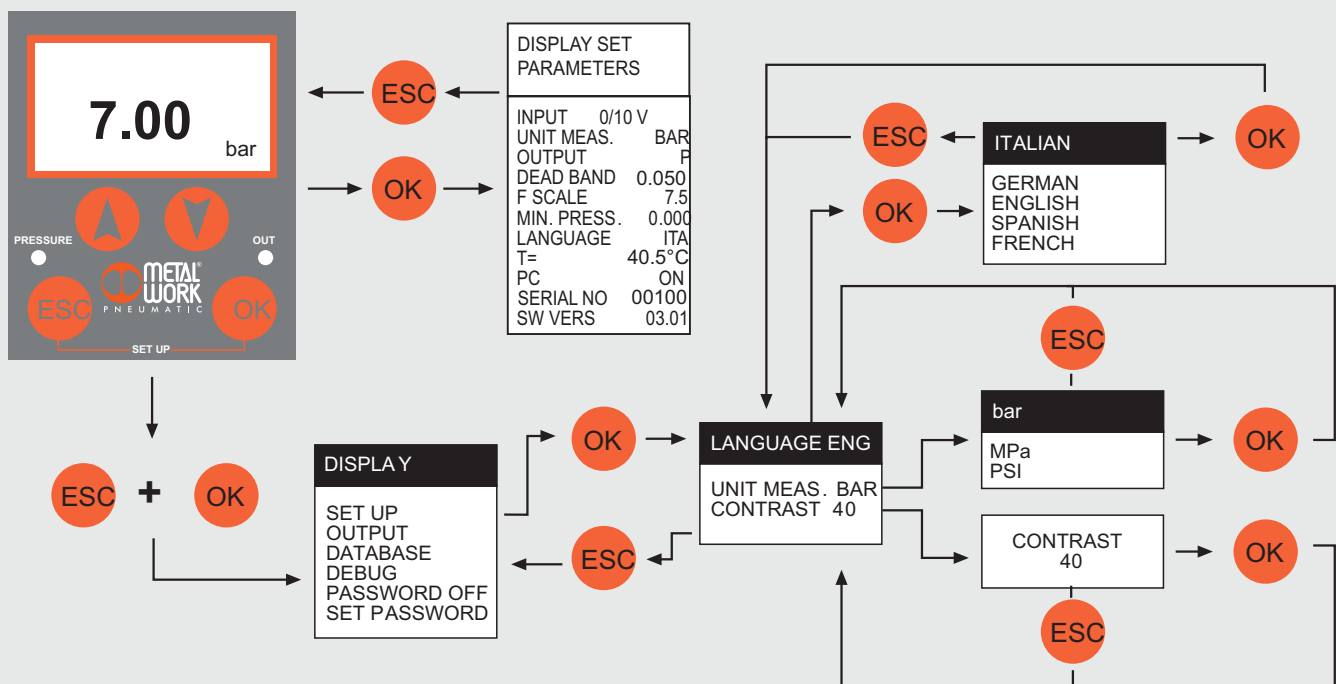 7.00
bar
PRESSURE
OUT
METAL®
WORK
PNEUMATIC
ESC
OK
SET UP
ESC
OK
DISPLAY SET
PARAMETERS
INPUT 0/10 V
UNIT MEAS. BAR
OUTPUT P
DEAD BAND 0.050
F SCALE 7.5
MIN. PRESS. 0.000
LANGUAGE ITA
T= 40.5°C
PC ON
SERIAL NO 00100
SW VERS 03.01
ESC
OK
ITALIAN
GERMAN
ENGLISH
SPANISH
FRENCH
OK
ESC
bar
MPa
PSI
OK
ESC + OK
DISPLAY
SET UP
OUTPUT
DATABASE
DEBUG
PASSWORD OFF
SET PASSWORD
OK
ESC
LANGUAGE ENG
UNIT MEAS. BAR
CONTRAST 40
CONTRAST
40
OK
ESC